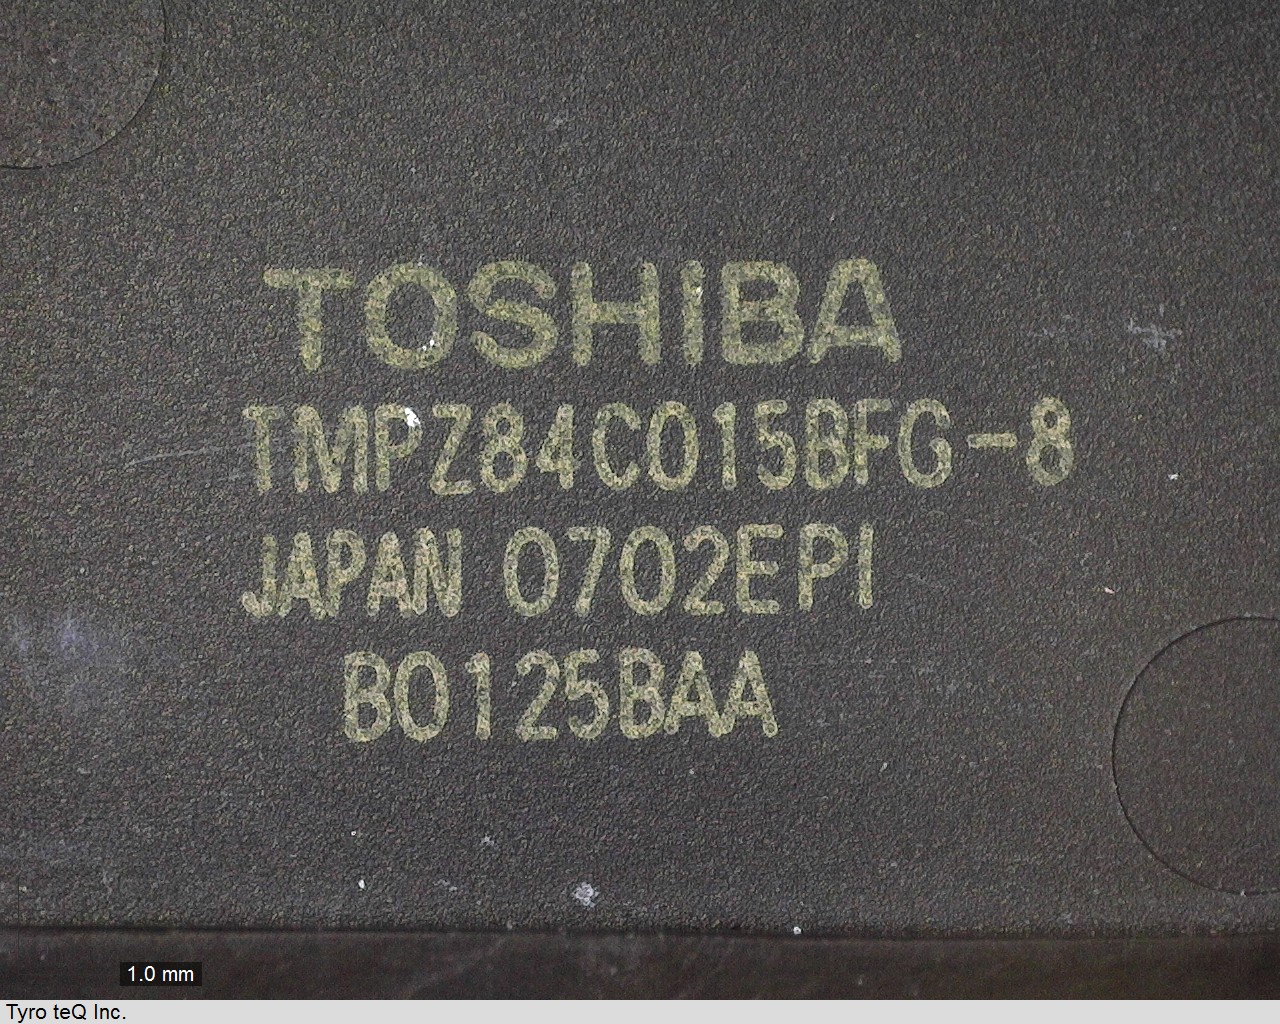 TOSHIBA
TMPZ84C015BFG-8
JAPAN 0702EPI
B0125BAA
1.0 mm
Tyro teQ Inc.